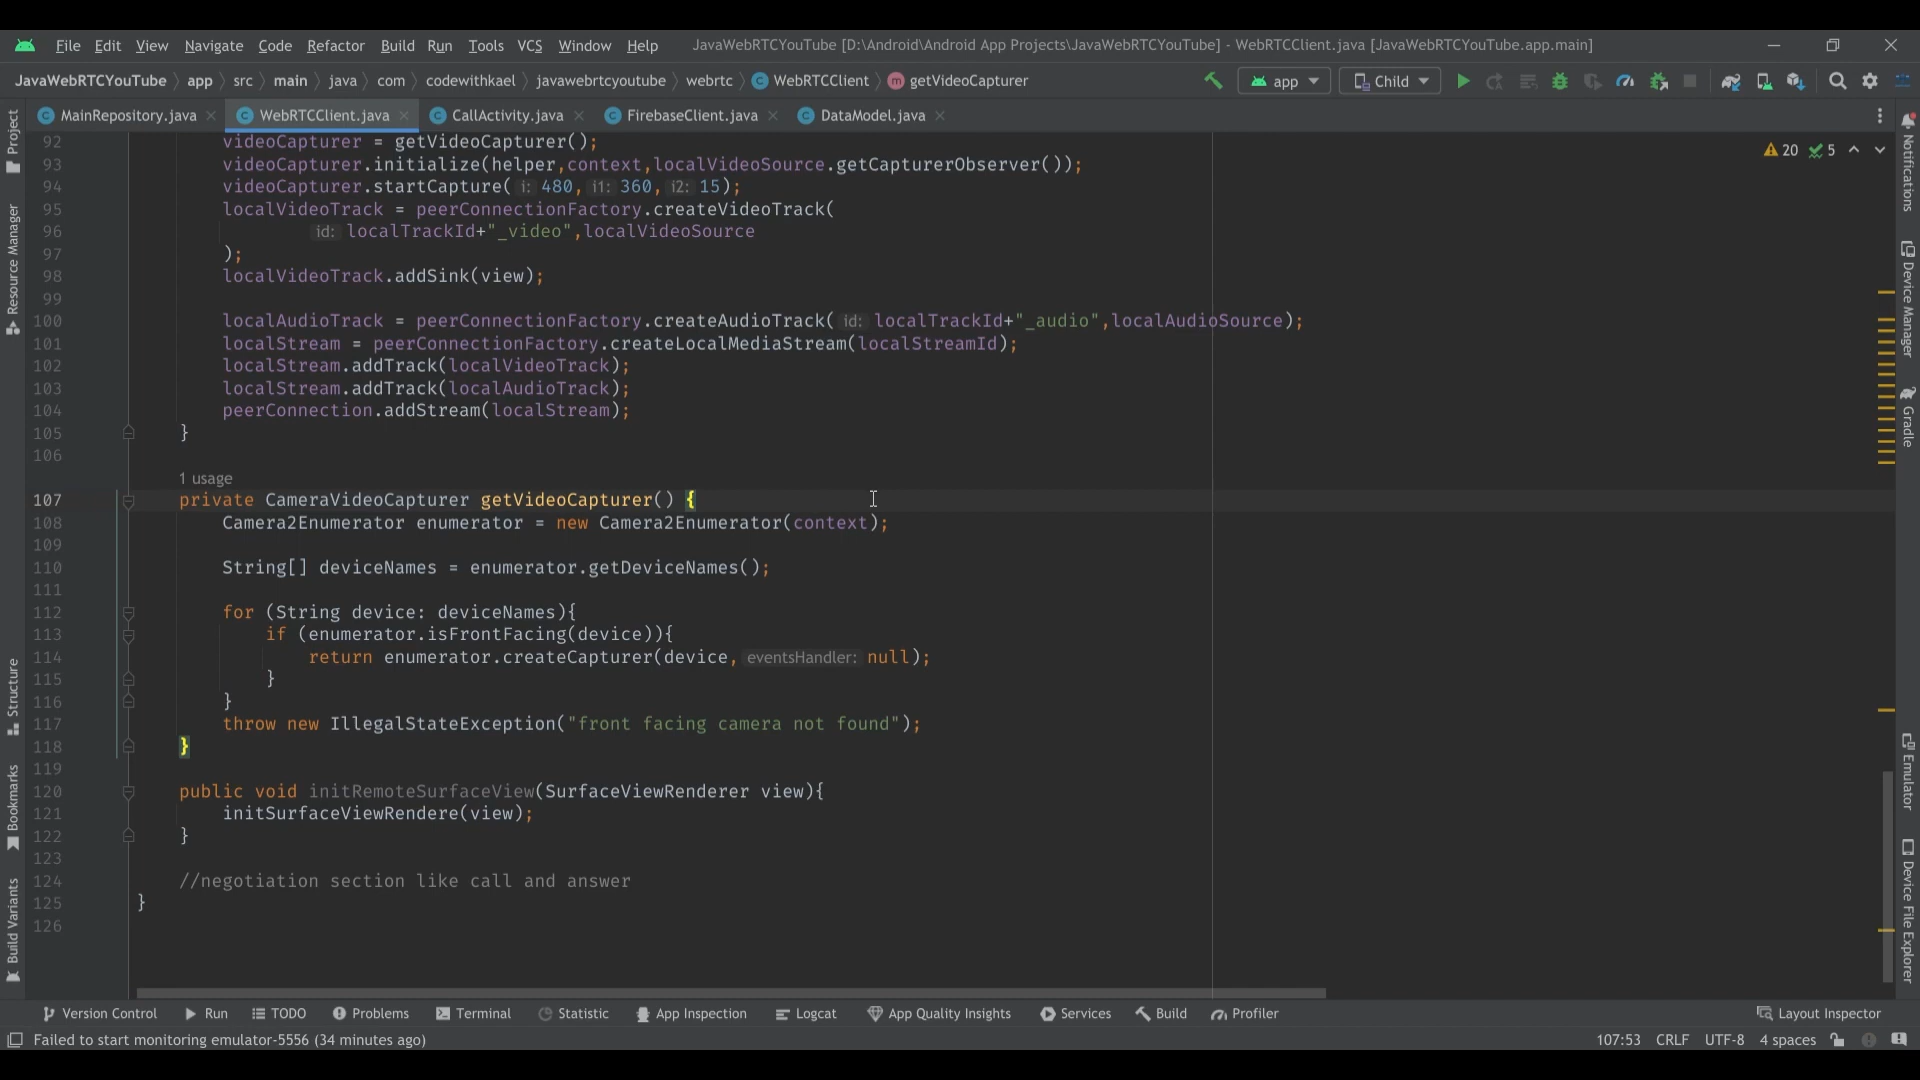 File Edit View Navigate Code Refactor Build Run Tools VCS Window Help JavaWebRTCYouTube [D:\Android\Android App Projects\JavaWebRTCYouTube] - WebRTCClient.java [JavaWebRTCYouTube.app.main]
JavaWebRTCYouTube app src main java com codewithkael javawebrtcyoutube webrtc C WebRTCClient m getVideoCapturer app Child
C MainRepository.java C WebRTCClient.java C CallActivity.java C FirebaseClient.java C DataModel.java
20 5
92 videoCapturer = getVideoCapturer();
93 videoCapturer.initialize(helper,context,localVideoSource.getCapturerObserver());
94 videoCapturer.startCapture( i: 480, i1: 360, i2: 15);
95 localVideoTrack = peerConnectionFactory.createVideoTrack(
96 id: localTrackId+"_video",localVideoSource
97 );
98 localVideoTrack.addSink(view);
99
100 localAudioTrack = peerConnectionFactory.createAudioTrack( id: localTrackId+"_audio",localAudioSource);
101 localStream = peerConnectionFactory.createLocalMediaStream(localStreamId);
102 localStream.addTrack(localVideoTrack);
103 localStream.addTrack(localAudioTrack);
104 peerConnection.addStream(localStream);
105 }
106
1 usage
107 private CameraVideoCapturer getVideoCapturer() {
108 Camera2Enumerator enumerator = new Camera2Enumerator(context);
109
110 String[] deviceNames = enumerator.getDeviceNames();
111
112 for (String device: deviceNames){
113 if (enumerator.isFrontFacing(device)){
114 return enumerator.createCapturer(device, eventsHandler: null);
115 }
116 }
117 throw new IllegalStateException("front facing camera not found");
118 }
119
120 public void initRemoteSurfaceView(SurfaceViewRenderer view){
121 initSurfaceViewRendere(view);
122 }
123
124 //negotiation section like call and answer
125 }
126
Project
Resource Manager
Structure
Bookmarks
Build Variants
Notifications
Device Manager
Gradle
Emulator
Device File Explorer
Version Control Run TODO Problems Terminal Statistic App Inspection Logcat App Quality Insights Services Build Profiler Layout Inspector
Failed to start monitoring emulator-5556 (34 minutes ago) 107:53 CRLF UTF-8 4 spaces